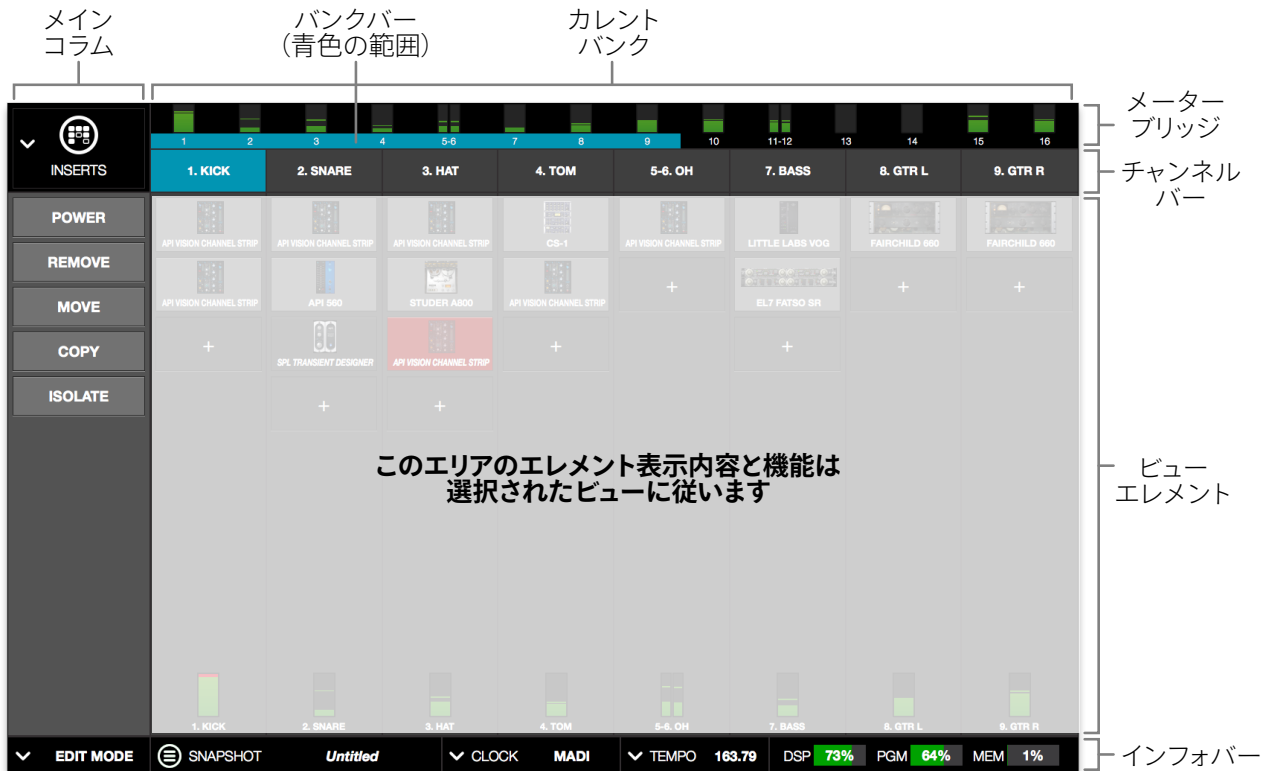 メイン
コラム
バンクバー
（青色の範囲）
カレント
バンク
メーター
ブリッジ
INSERTS
1 2 3 4 5-6 7 8 9 10 11-12 13 14 15 16
1. KICK 2. SNARE 3. HAT 4. TOM 5-6. OH 7. BASS 8. GTR L 9. GTR R
チャンネル
バー
POWER
REMOVE
MOVE
COPY
ISOLATE
API VISION CHANNEL STRIP API VISION CHANNEL STRIP API VISION CHANNEL STRIP CS-1 API VISION CHANNEL STRIP LITTLE LABS VOG FAIRCHILD 660 FAIRCHILD 660
API VISION CHANNEL STRIP API 560 STUDER A800 API VISION CHANNEL STRIP + EL7 FATSO SR + +
+ SPL TRANSIENT DESIGNER API VISION CHANNEL STRIP + +
+ +
このエリアのエレメント表示内容と機能は
選択されたビューに従います
ビュー
エレメント
1. KICK 2. SNARE 3. HAT 4. TOM 5-6. OH 7. BASS 8. GTR L 9. GTR R
EDIT MODE SNAPSHOT Untitled CLOCK MADI TEMPO 163.79 DSP 73% PGM 64% MEM 1%
インフォバー